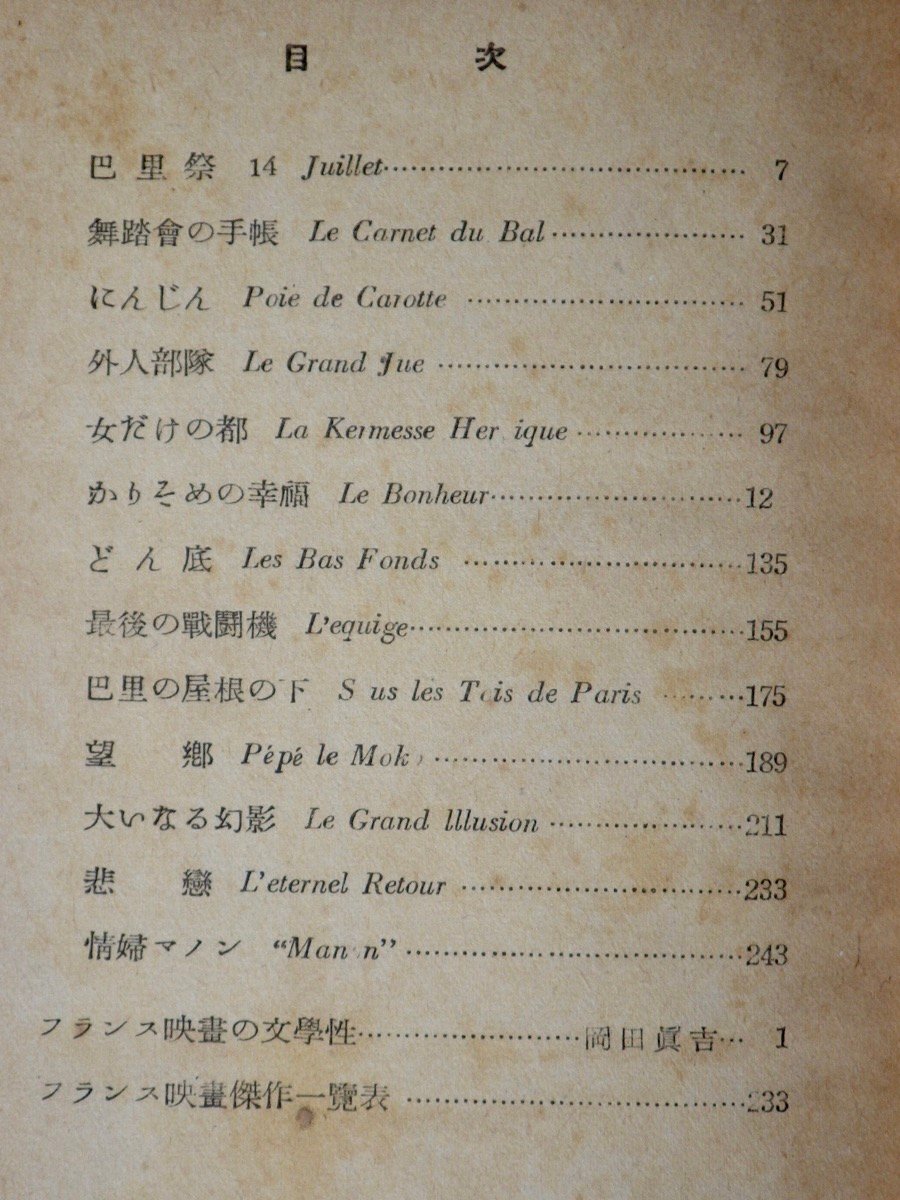 目次
巴里祭 14 Juillet 7
舞踏會の手帳 Le Carnet du Bal 31
にんじん Poie de Carotte 51
外人部隊 Le Grand Jue 79
女だけの都 La Kermesse Her ique 97
かりそめの幸福 Le Bonheur 12
どん底 Les Bas Fonds 135
最後の戰鬪機 L'equige 155
巴里の屋根の下 S us les Tois de Paris 175
望鄕 Pépé le Mok 189
大いなる幻影 Le Grand lllusion 211
悲戀 L'eternel Retour 233
情婦マノン “Man n” 243
フランス映畫の文學性 岡田眞吉 1
フランス映畫傑作一覽表 233